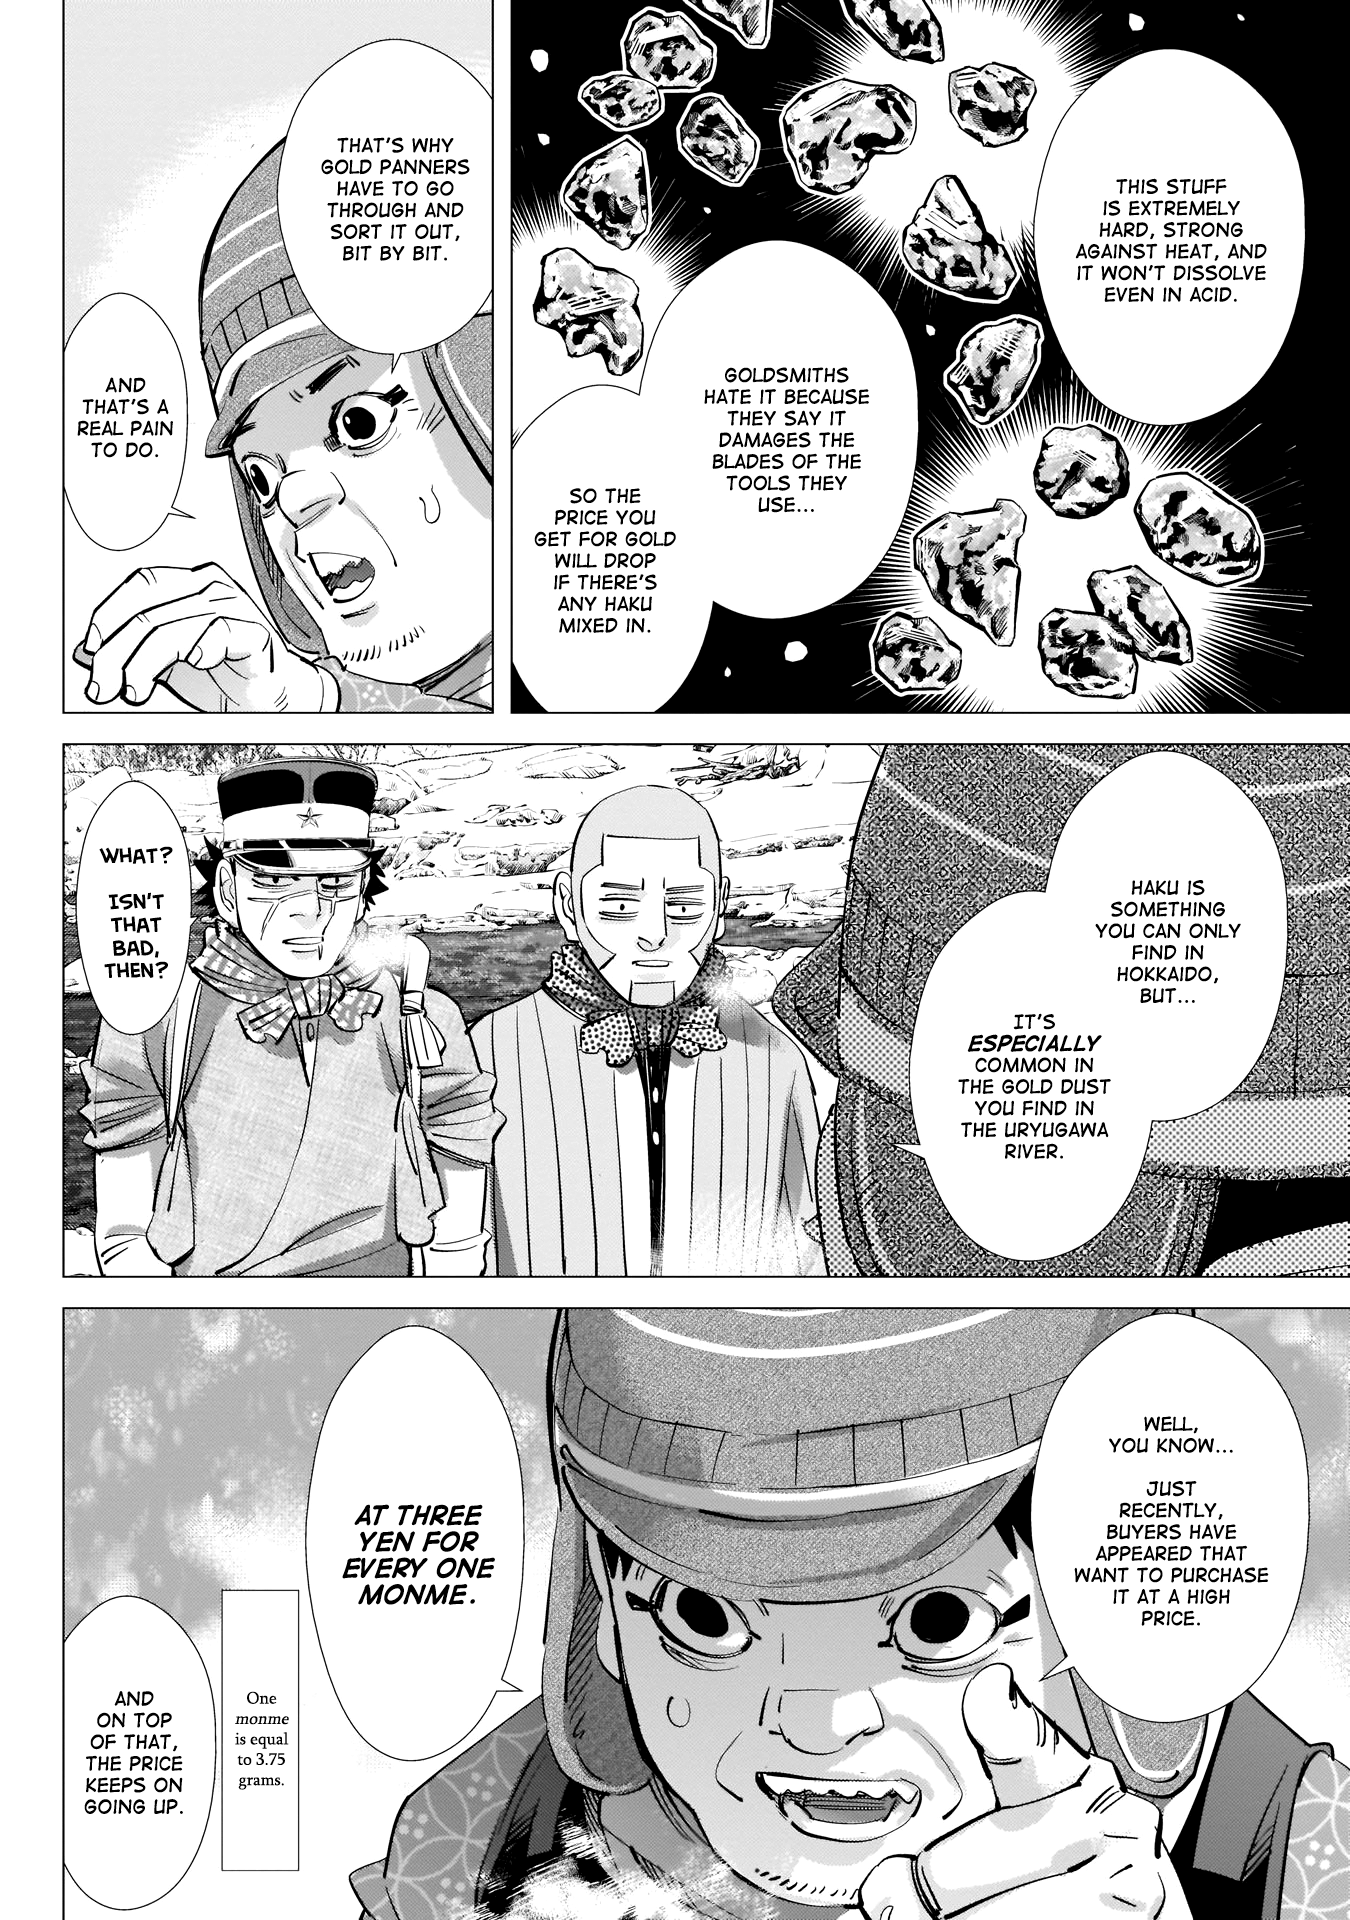 THIS STUFF
IS EXTREMELY
HARD, STRONG
AGAINST HEAT, AND
IT WON'T DISSOLVE
EVEN IN ACID.
GOLDSMITHS
HATE IT BECAUSE
THEY SAY IT
DAMAGES THE
BLADES OF THE
TOOLS THEY
USE...
SO THE
PRICE YOU
GET FOR GOLD
WILL DROP
IF THERE'S
ANY HAKU
MIXED IN.
THAT'S WHY
GOLD PANNERS
HAVE TO GO
THROUGH AND
SORT IT OUT,
BIT BY BIT.
AND
THAT'S A
REAL PAIN
TO DO.
HAKU IS
SOMETHING
YOU CAN ONLY
FIND IN
HOKKAIDO,
BUT...
IT'S
ESPECIALLY
COMMON IN
THE GOLD DUST
YOU FIND IN
THE URYUGAWA
RIVER.
WHAT?
ISN'T
THAT
BAD,
THEN?
WELL,
YOU KNOW...
JUST
RECENTLY,
BUYERS HAVE
APPEARED THAT
WANT TO PURCHASE
IT AT A HIGH
PRICE.
AT THREE
YEN FOR
EVERY ONE
MONME.
One
monme
is equal
to 3.75
grams.
AND
ON TOP
OF THAT,
THE PRICE
KEEPS ON
GOING UP.